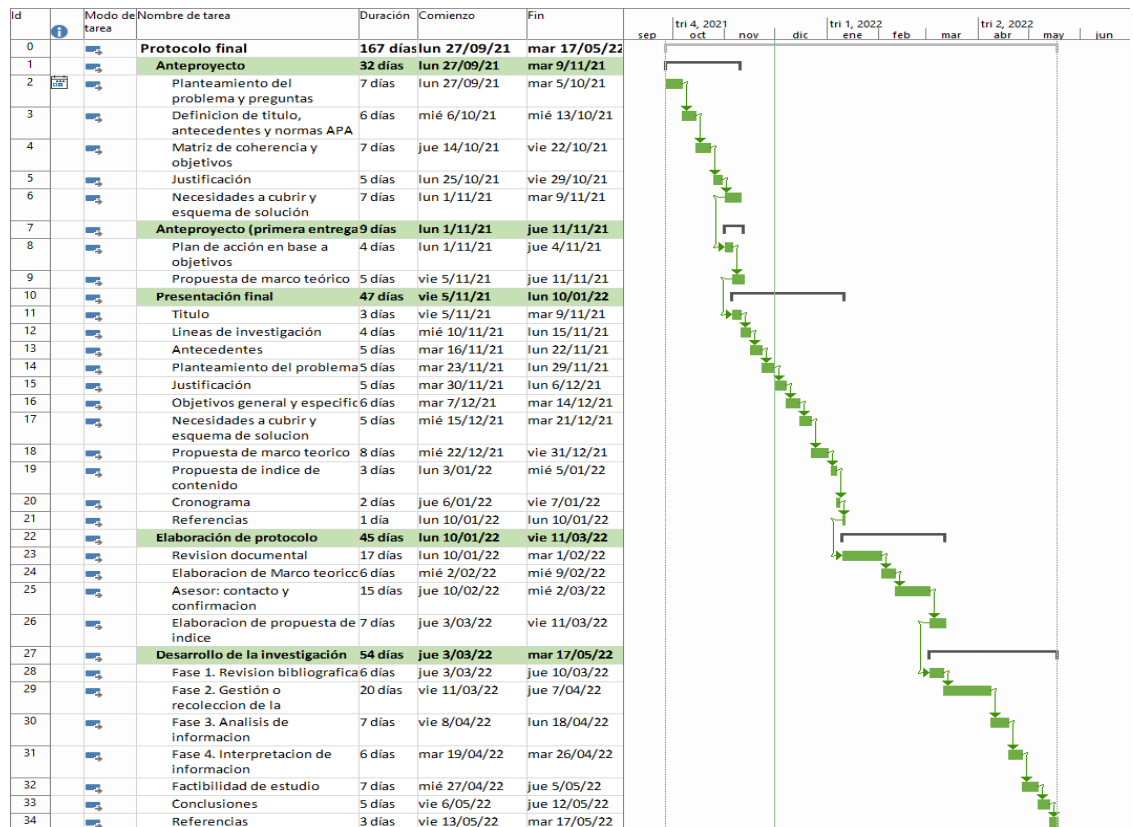 Id Modo de Nombre de tarea Duración Comienzo Fin
tarea
tri 4, 2021 tri 1, 2022 tri 2, 2022
sep oct nov dic ene feb mar abr may jun
0 Protocolo final 167 días lun 27/09/21 mar 17/05/22
1 Anteproyecto 32 días lun 27/09/21 mar 9/11/21
2 Planteamiento del 7 días lun 27/09/21 mar 5/10/21
problema y preguntas
3 Definicion de titulo, 6 días mié 6/10/21 mié 13/10/21
antecedentes y normas APA
4 Matriz de coherencia y 7 días jue 14/10/21 vie 22/10/21
objetivos
5 Justificación 5 días lun 25/10/21 vie 29/10/21
6 Necesidades a cubrir y 7 días lun 1/11/21 mar 9/11/21
esquema de solución
7 Anteproyecto (primera entrega 9 días lun 1/11/21 jue 11/11/21
8 Plan de acción en base a 4 días lun 1/11/21 jue 4/11/21
objetivos
9 Propuesta de marco teórico 5 días vie 5/11/21 jue 11/11/21
10 Presentación final 47 días vie 5/11/21 lun 10/01/22
11 Titulo 3 días vie 5/11/21 mar 9/11/21
12 Lineas de investigación 4 días mié 10/11/21 lun 15/11/21
13 Antecedentes 5 días mar 16/11/21 lun 22/11/21
14 Planteamiento del problema 5 días mar 23/11/21 lun 29/11/21
15 Justificación 5 días mar 30/11/21 lun 6/12/21
16 Objetivos general y especific 6 días mar 7/12/21 mar 14/12/21
17 Necesidades a cubrir y 5 días mié 15/12/21 mar 21/12/21
esquema de solucion
18 Propuesta de marco teorico 8 días mié 22/12/21 vie 31/12/21
19 Propuesta de indice de 3 días lun 3/01/22 mié 5/01/22
contenido
20 Cronograma 2 días jue 6/01/22 vie 7/01/22
21 Referencias 1 día lun 10/01/22 lun 10/01/22
22 Elaboración de protocolo 45 días lun 10/01/22 vie 11/03/22
23 Revision documental 17 días lun 10/01/22 mar 1/02/22
24 Elaboracion de Marco teorico 6 días mié 2/02/22 mié 9/02/22
25 Asesor: contacto y 15 días jue 10/02/22 mié 2/03/22
confirmacion
26 Elaboracion de propuesta de 7 días jue 3/03/22 vie 11/03/22
indice
27 Desarrollo de la investigación 54 días jue 3/03/22 mar 17/05/22
28 Fase 1. Revision bibliografica 6 días jue 3/03/22 jue 10/03/22
29 Fase 2. Gestión o 20 días vie 11/03/22 jue 7/04/22
recoleccion de la
30 Fase 3. Analisis de 7 días vie 8/04/22 lun 18/04/22
informacion
31 Fase 4. Interpretacion de 6 días mar 19/04/22 mar 26/04/22
informacion
32 Factibilidad de estudio 7 días mié 27/04/22 jue 5/05/22
33 Conclusiones 5 días vie 6/05/22 jue 12/05/22
34 Referencias 3 días vie 13/05/22 mar 17/05/22